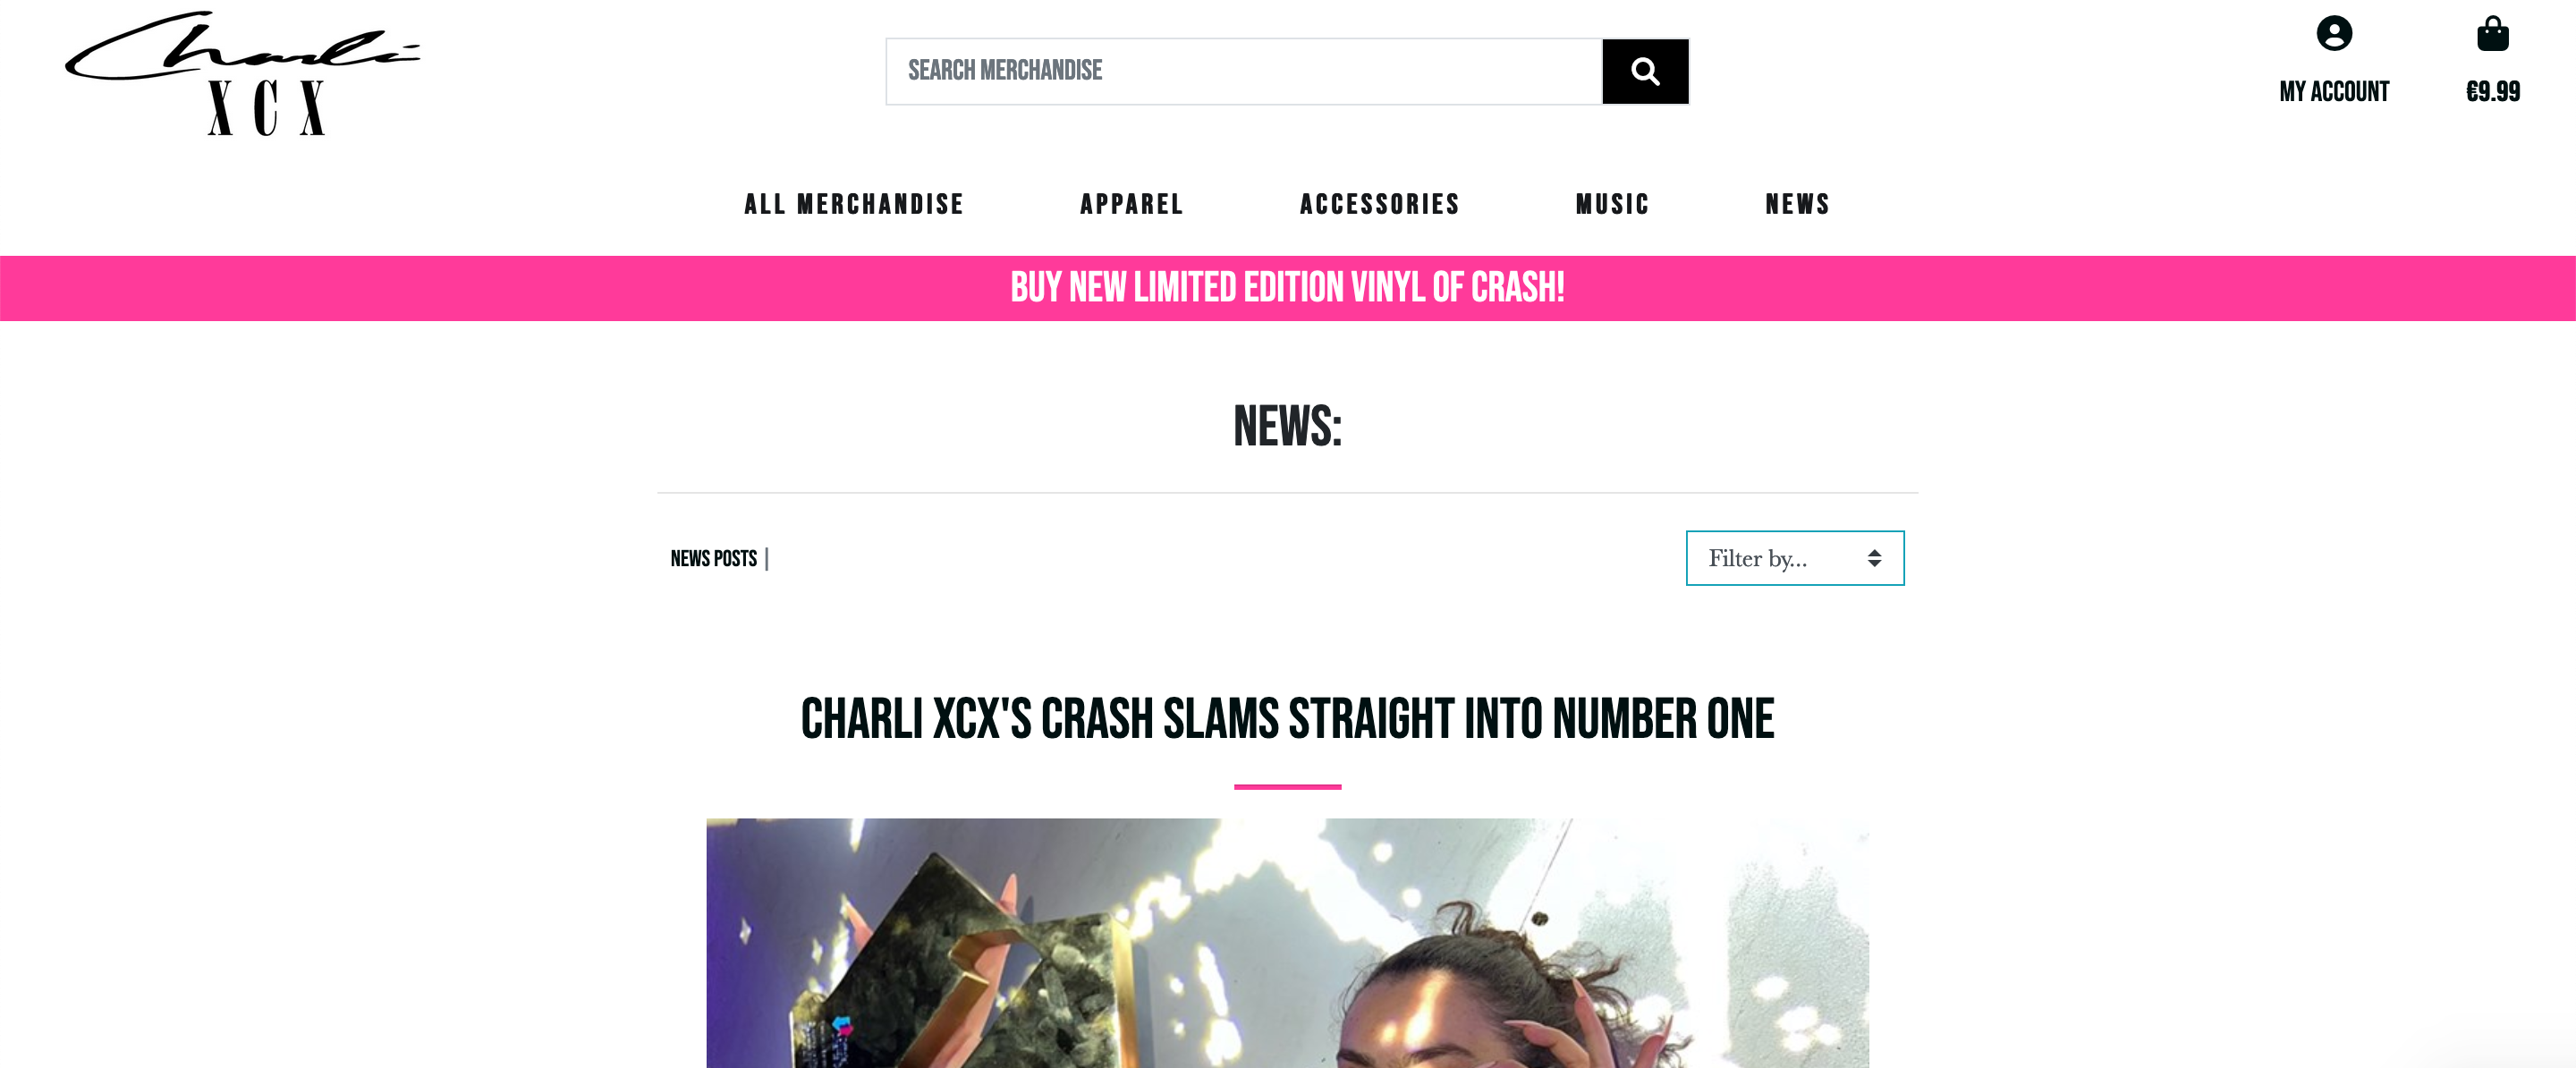 Charli
XCX
SEARCH MERCHANDISE
MY ACCOUNT
€9.99
ALL MERCHANDISE
APPAREL
ACCESSORIES
MUSIC
NEWS
BUY NEW LIMITED EDITION VINYL OF CRASH!
NEWS:
NEWS POSTS |
Filter by...
CHARLI XCX'S CRASH SLAMS STRAIGHT INTO NUMBER ONE